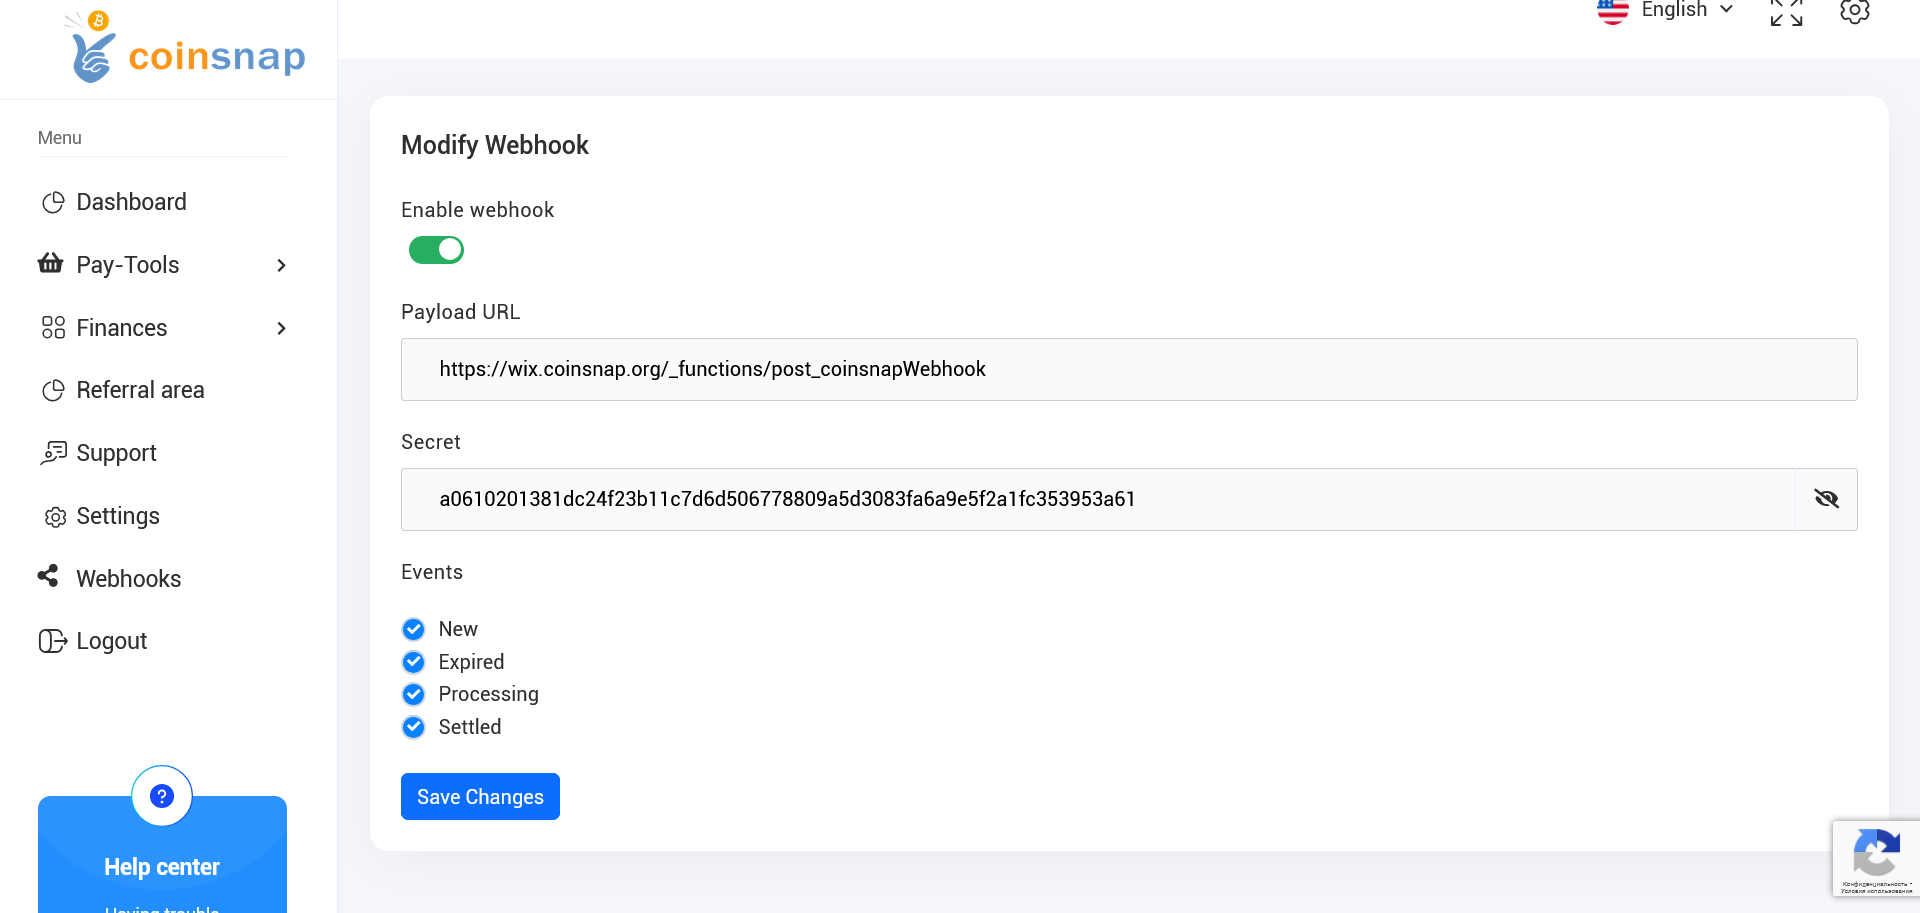 coinsnap
English
Menu
Dashboard
Pay-Tools
Finances
Referral area
Support
Settings
Webhooks
Logout
Help center
Having trouble
Modify Webhook
Enable webhook
Payload URL
https://wix.coinsnap.org/_functions/post_coinsnapWebhook
Secret
a0610201381dc24f23b11c7d6d506778809a5d3083fa6a9e5f2a1fc353953a61
Events
New
Expired
Processing
Settled
Save Changes
Конфиденциальность -
Условия использования